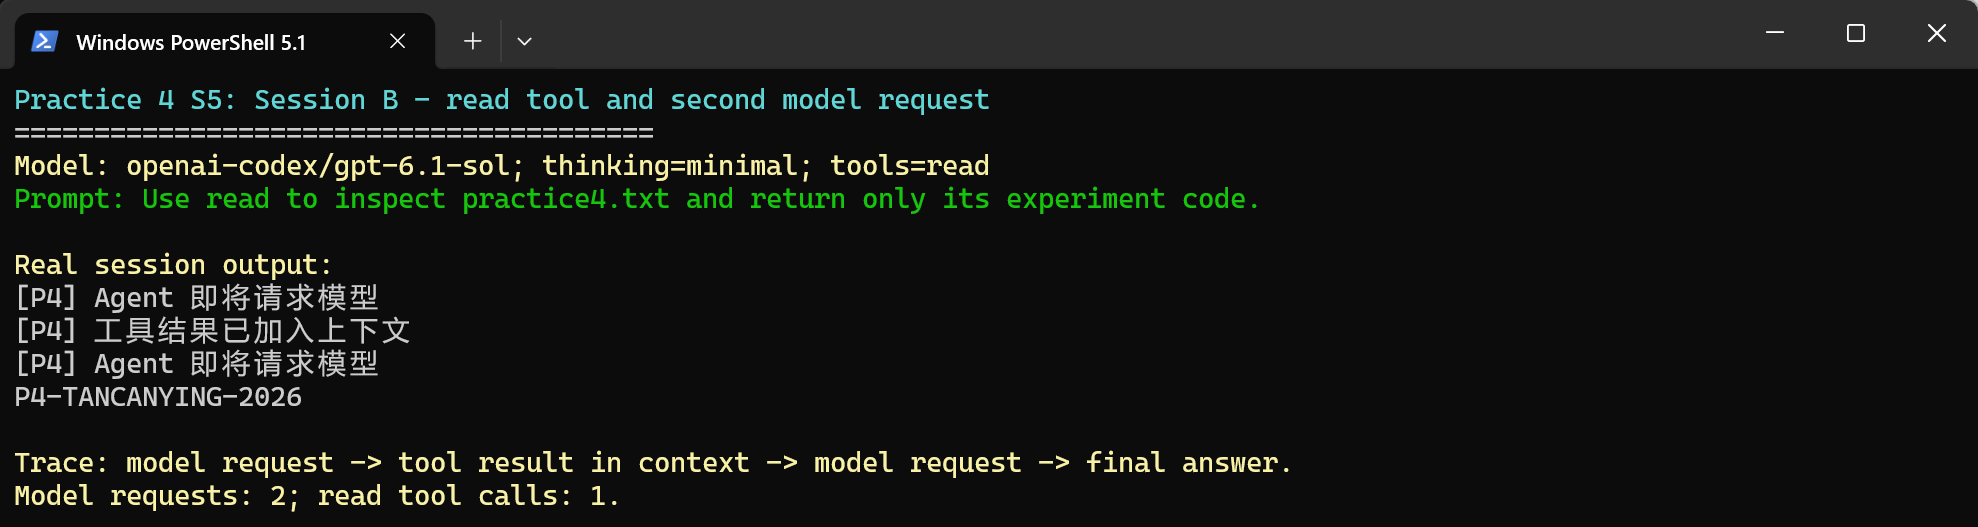 Windows PowerShell 5.1
Practice 4 S5: Session B - read tool and second model request
========================================
Model: openai-codex/gpt-6.1-sol; thinking=minimal; tools=read
Prompt: Use read to inspect practice4.txt and return only its experiment code.
Real session output:
[P4] Agent 即将请求模型
[P4] 工具结果已加入上下文
[P4] Agent 即将请求模型
P4-TANCANYING-2026
Trace: model request -> tool result in context -> model request -> final answer.
Model requests: 2; read tool calls: 1.